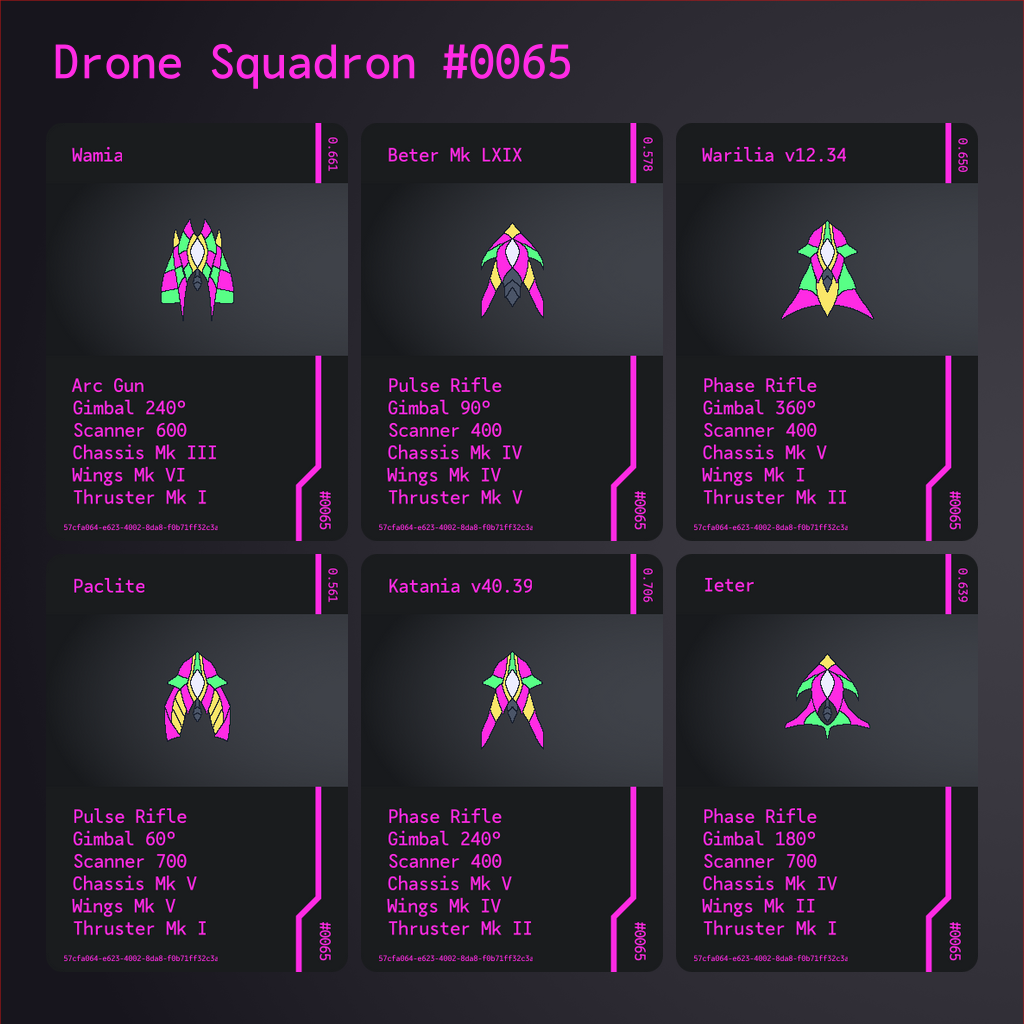 Drone Squadron #0065
Wamia
0.661
Arc Gun
Gimbal 240º
Scanner 600
Chassis Mk III
Wings Mk VI
Thruster Mk I
#0065
57cfa064-e623-4002-8da8-f0b71ff32c3a
Beter Mk LXIX
0.578
Pulse Rifle
Gimbal 90º
Scanner 400
Chassis Mk IV
Wings Mk IV
Thruster Mk V
#0065
57cfa064-e623-4002-8da8-f0b71ff32c3a
Warilia v12.34
0.650
Phase Rifle
Gimbal 360º
Scanner 400
Chassis Mk V
Wings Mk I
Thruster Mk II
#0065
57cfa064-e623-4002-8da8-f0b71ff32c3a
Paclite
0.561
Pulse Rifle
Gimbal 60º
Scanner 700
Chassis Mk V
Wings Mk V
Thruster Mk I
#0065
57cfa064-e623-4002-8da8-f0b71ff32c3a
Katania v40.39
0.706
Phase Rifle
Gimbal 240º
Scanner 400
Chassis Mk V
Wings Mk IV
Thruster Mk II
#0065
57cfa064-e623-4002-8da8-f0b71ff32c3a
Ieter
0.639
Phase Rifle
Gimbal 180º
Scanner 700
Chassis Mk IV
Wings Mk II
Thruster Mk I
#0065
57cfa064-e623-4002-8da8-f0b71ff32c3a